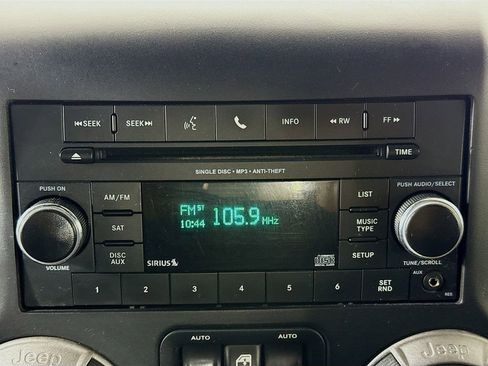 ⏮SEEK SEEK⏭ INFO ◀◀ RW FF ▶▶
TIME
SINGLE DISC • MP3 • ANTI-THEFT
PUSH ON AM/FM LIST PUSH AUDIO/SELECT
FM ST 105.9 MHz
10:44
SAT MUSIC
TYPE
DISC
AUX
SETUP
VOLUME SIRIUS DISC TUNE/SCROLL
1 2 3 4 5 6 SET
RND
AUX
AUTO AUTO
Jeep Jeep